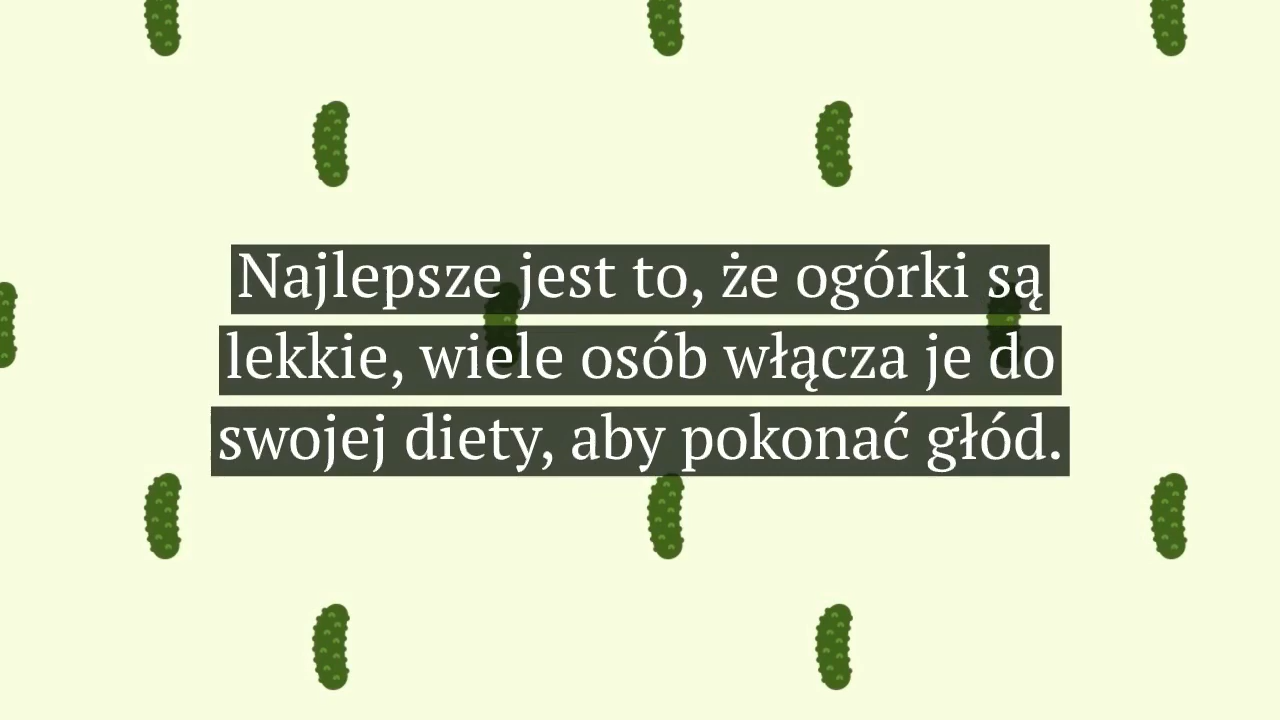 Najlepsze jest to, że ogórki są
lekkie, wiele osób włącza je do
swojej diety, aby pokonać głód.